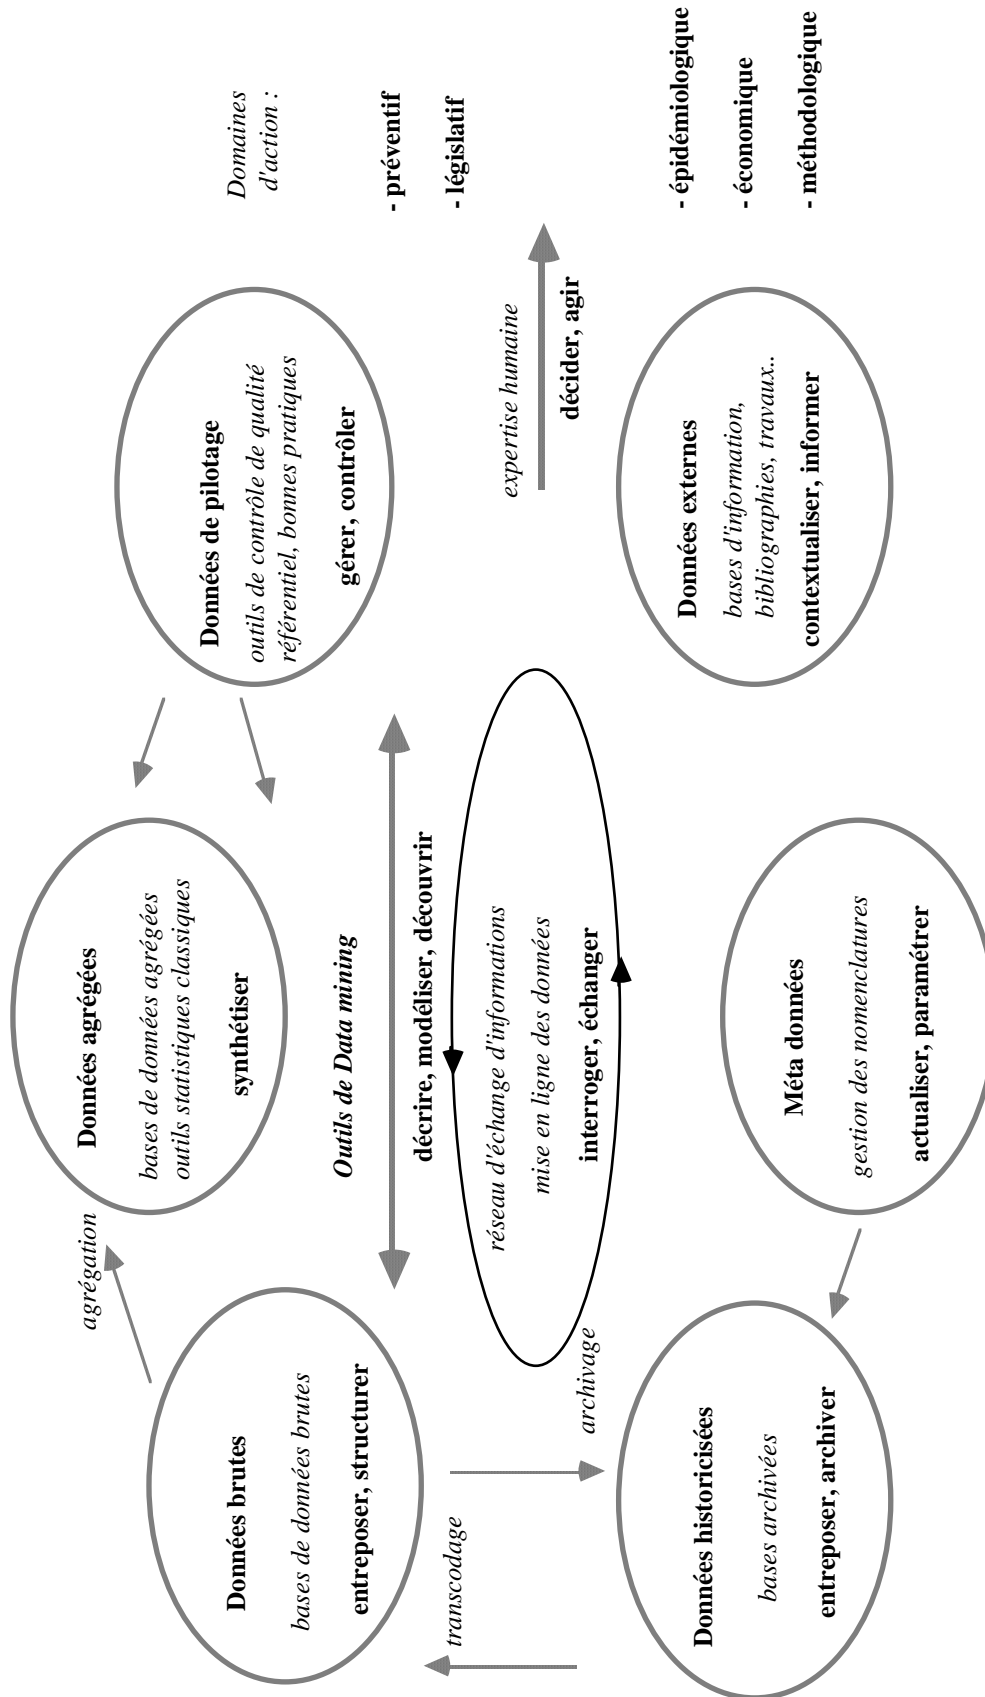 agrégation
Données agrégées
bases de données agrégées
outils statistiques classiques
synthétiser
Données de pilotage
outils de contrôle de qualité
référentiel, bonnes pratiques
gérer, contrôler
Domaines
d'action :
- préventif
- législatif
- épidémiologique
- économique
- méthodologique
Données brutes
bases de données brutes
entreposer, structurer
Outils de Data mining
décrire, modéliser, découvrir
réseau d'échange d'informations
mise en ligne des données
interroger, échanger
expertise humaine
décider, agir
transcodage
archivage
Données historicisées
bases archivées
entreposer, archiver
Méta données
gestion des nomenclatures
actualiser, paramétrer
Données externes
bases d'information,
bibliographies, travaux..
contextualiser, informer